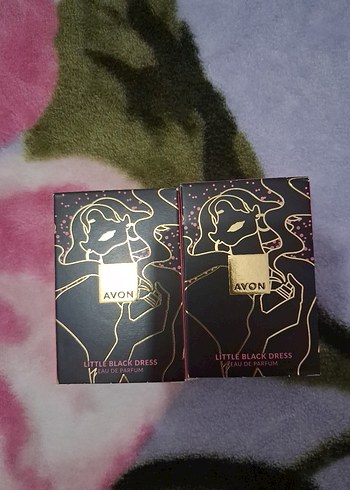 AVON
LITTLE BLACK DRESS
EAU DE PARFUM
AVON
LITTLE BLACK DRESS
EAU DE PARFUM